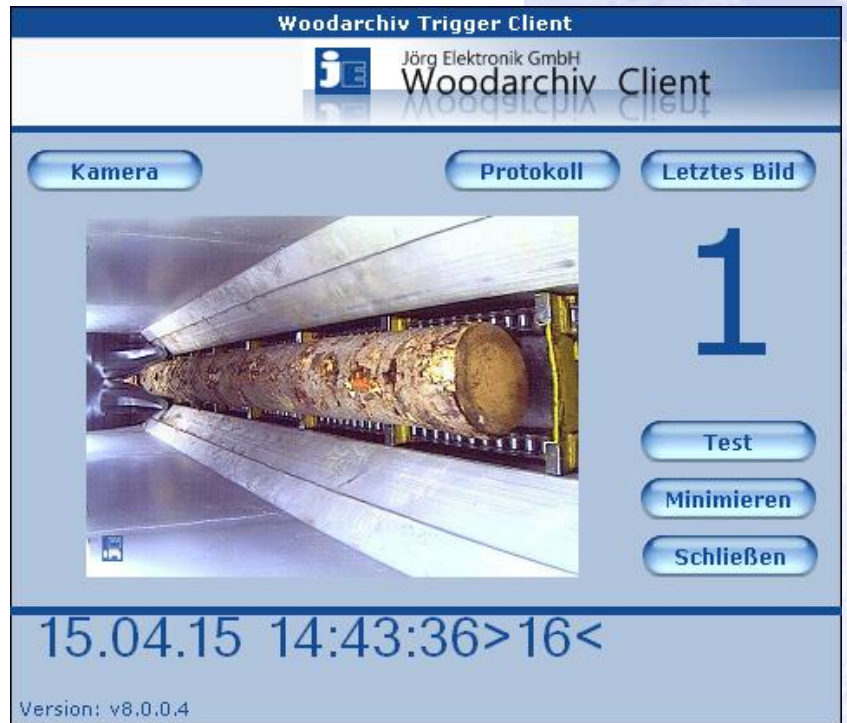 Woodarchiv Trigger Client
Jörg Elektronik GmbH
Woodarchiv Client
Kamera
Protokoll
Letztes Bild
1
Test
Minimieren
Schließen
15.04.15 14:43:36>16<
Version: v8.0.0.4